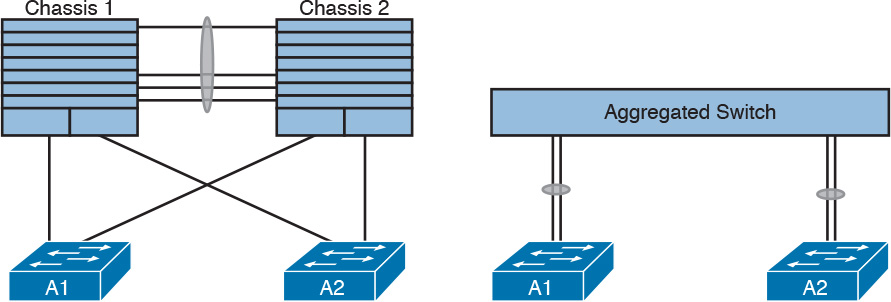 Chassis 1
Chassis 2
Aggregated Switch
A1
A2
A1
A2